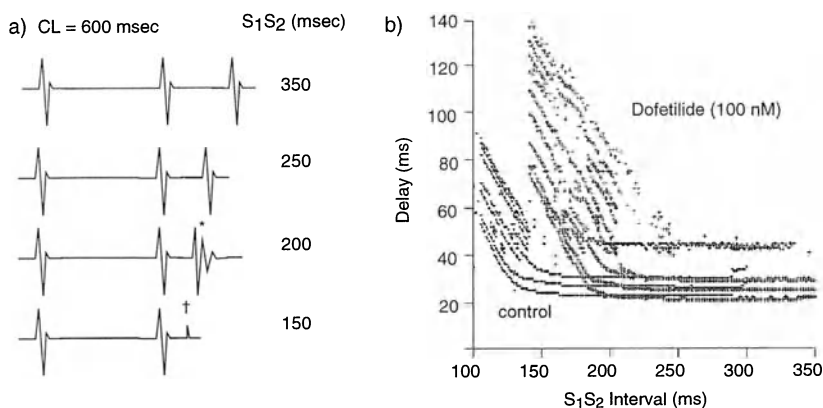 a) CL = 600 msec
S₁S₂ (msec)
350
250
*
200
†
150
b)
140
120
100
80
60
40
20
Delay (ms)
Dofetilide (100 nM)
control
100 150 200 250 300 350
S₁S₂ Interval (ms)